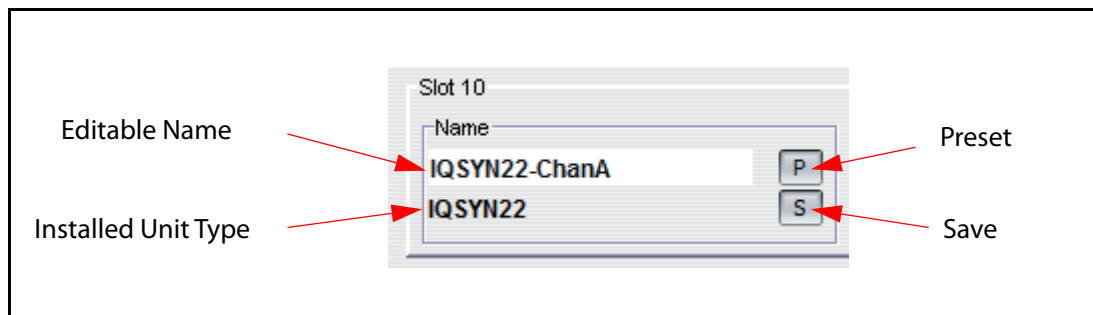 Slot 10
Editable Name
Name
Preset
IQSYN22-ChanA
P
Installed Unit Type
IQSYN22
S
Save